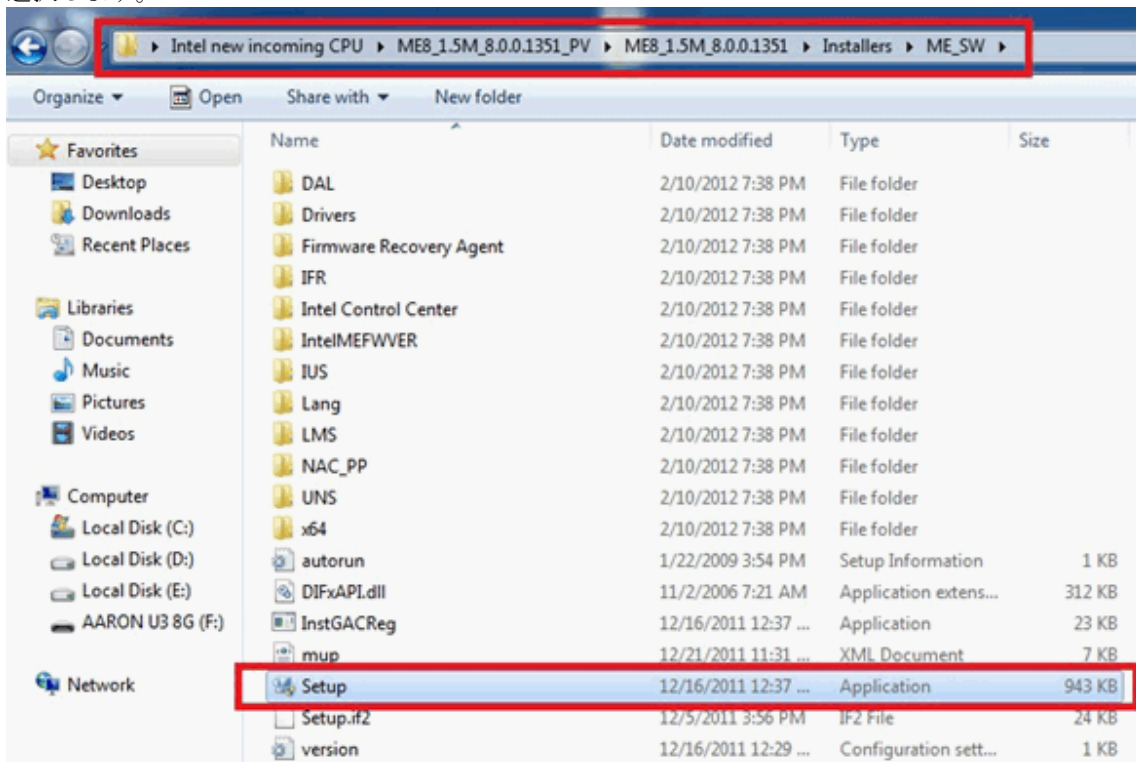 Intel new incoming CPU ▸ ME8_1.5M_8.0.0.1351_PV ▸ ME8_1.5M_8.0.0.1351 ▸ Installers ▸ ME_SW ▸
Organize Open Share with New folder
Name Date modified Type Size
Favorites
Desktop DAL 2/10/2012 7:38 PM File folder
Downloads Drivers 2/10/2012 7:38 PM File folder
Recent Places Firmware Recovery Agent 2/10/2012 7:38 PM File folder
IFR 2/10/2012 7:38 PM File folder
Libraries Intel Control Center 2/10/2012 7:38 PM File folder
Documents IntelMEFWVER 2/10/2012 7:38 PM File folder
Music IUS 2/10/2012 7:38 PM File folder
Pictures Lang 2/10/2012 7:38 PM File folder
Videos LMS 2/10/2012 7:38 PM File folder
NAC_PP 2/10/2012 7:38 PM File folder
Computer UNS 2/10/2012 7:38 PM File folder
Local Disk (C:) x64 2/10/2012 7:38 PM File folder
Local Disk (D:) autorun 1/22/2009 3:54 PM Setup Information 1 KB
Local Disk (E:) DIFxAPI.dll 11/2/2006 7:21 AM Application extens... 312 KB
AARON U3 8G (F:) InstGACReg 12/16/2011 12:37 ... Application 23 KB
mup 12/21/2011 11:31 ... XML Document 7 KB
Network Setup 12/16/2011 12:37 ... Application 943 KB
Setup.if2 12/5/2011 3:56 PM IF2 File 24 KB
version 12/16/2011 12:29 ... Configuration sett... 1 KB